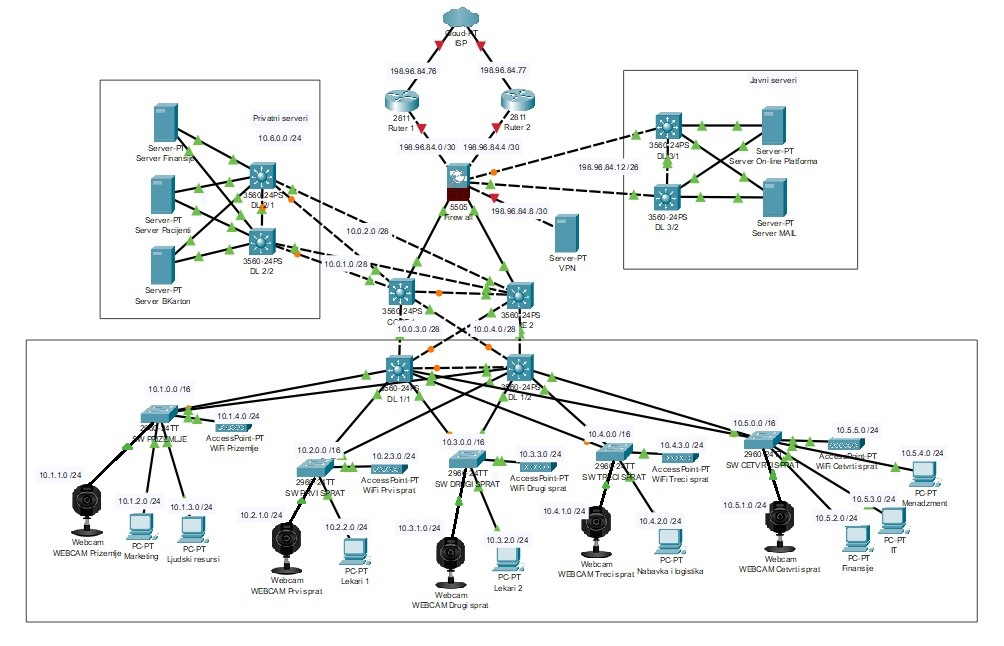 Cloud-PT
ISP
198.96.84.76
198.96.84.77
2811
Ruter 1
2811
Ruter 2
198.96.84.0 /30
198.96.84.4 /30
5505
Firewall
198.96.84.8 /30
Server-PT
VPN
198.96.84.12 /26
Javni serveri
3560-24PS
DL 3/1
3560-24PS
DL 3/2
Server-PT
Server On-line Platforma
Server-PT
Server MAIL
Privatni serveri
10.6.0.0 /24
Server-PT
Server Finansije
Server-PT
Server Pacijenti
Server-PT
Server BKarton
3560-24PS
DL 2/1
3560-24PS
DL 2/2
10.0.2.0 /28
10.0.1.0 /28
3560-24PS
3560-24PS
10.0.3.0 /28
10.0.4.0 /28
3560-24PS
DL 1/1
3560-24PS
DL 1/2
10.1.0.0 /16
2960-24TT
SW PRIZEMLJE
10.1.4.0 /24
AccessPoint-PT
WiFi Prizemlje
10.1.1.0 /24
Webcam
WEBCAM Prizemlje
10.1.2.0 /24
PC-PT
Marketing
10.1.3.0 /24
PC-PT
Ljudski resursi
10.2.0.0 /16
2960-24TT
SW PRVI SPRAT
10.2.3.0 /24
AccessPoint-PT
WiFi Prvi sprat
10.2.1.0 /24
Webcam
WEBCAM Prvi sprat
10.2.2.0 /24
PC-PT
Lekari 1
10.3.0.0 /16
2960-24TT
SW DRUGI SPRAT
10.3.3.0 /24
AccessPoint-PT
WiFi Drugi sprat
10.3.1.0 /24
Webcam
WEBCAM Drugi sprat
10.3.2.0 /24
PC-PT
Lekari 2
10.4.0.0 /16
2960-24TT
SW TRECI SPRAT
10.4.3.0 /24
AccessPoint-PT
WiFi Treci sprat
10.4.1.0 /24
Webcam
WEBCAM Treci sprat
10.4.2.0 /24
PC-PT
Nabavka i logistika
10.5.0.0 /16
2960-24TT
SW CETVRTI SPRAT
10.5.5.0 /24
AccessPoint-PT
WiFi Cetvrti sprat
10.5.4.0 /24
PC-PT
Menadzment
10.5.1.0 /24
Webcam
WEBCAM Cetvrti sprat
10.5.2.0 /24
PC-PT
Finansije
10.5.3.0 /24
PC-PT
IT